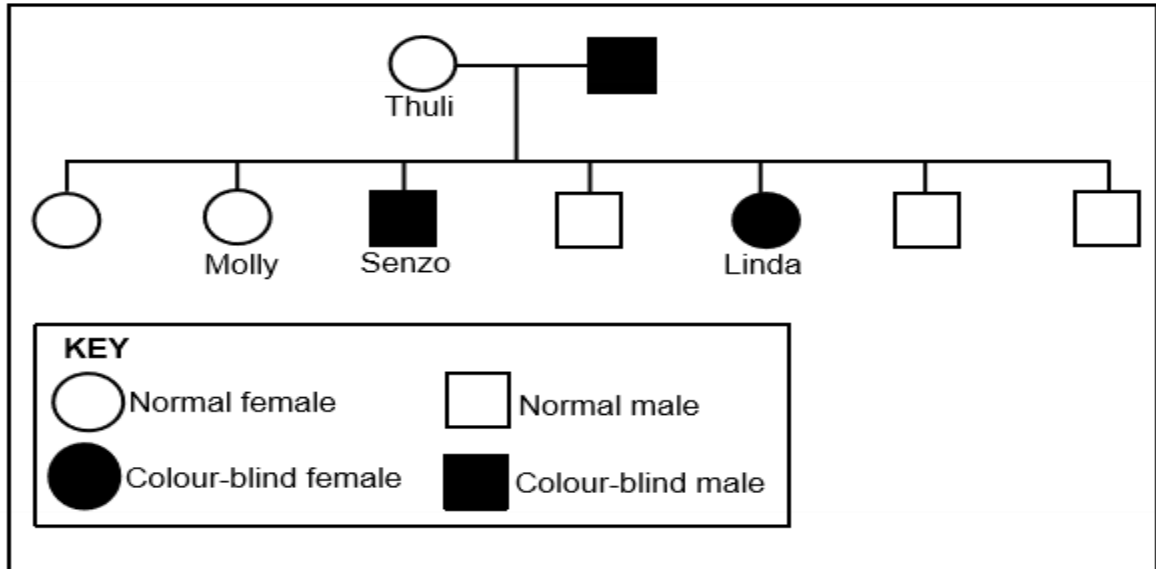 Thuli
Molly Senzo Linda
KEY
Normal female Normal male
Colour-blind female Colour-blind male